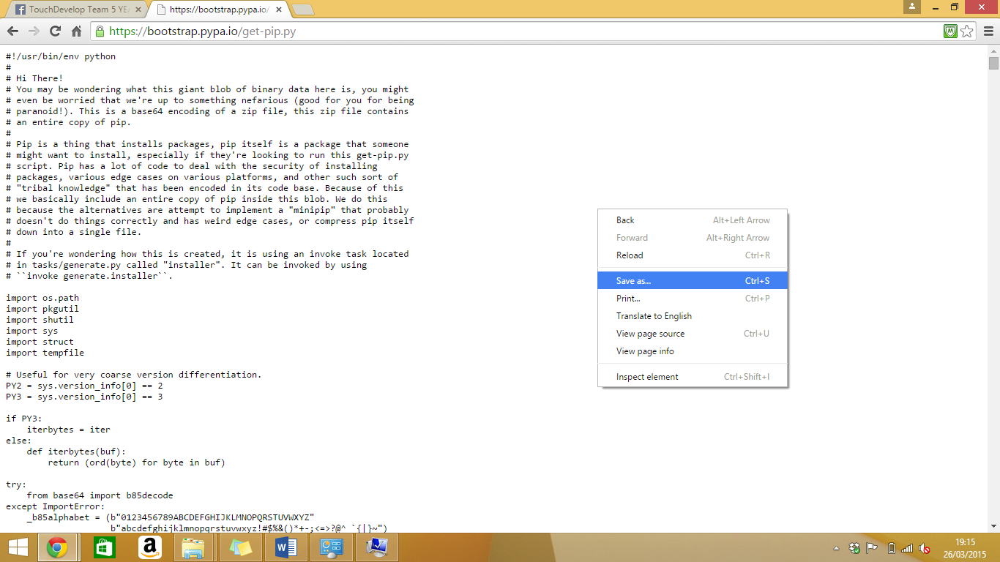 TouchDevelop Team 5 YEA
https://bootstrap.pypa.io/
https://bootstrap.pypa.io/get-pip.py
#!/usr/bin/env python
#
# Hi There!
# You may be wondering what this giant blob of binary data here is, you might
# even be worried that we're up to something nefarious (good for you for being
# paranoid!). This is a base64 encoding of a zip file, this zip file contains
# an entire copy of pip.
#
# Pip is a thing that installs packages, pip itself is a package that someone
# might want to install, especially if they're looking to run this get-pip.py
# script. Pip has a lot of code to deal with the security of installing
# packages, various edge cases on various platforms, and other such sort of
# "tribal knowledge" that has been encoded in its code base. Because of this
# we basically include an entire copy of pip inside this blob. We do this
# because the alternatives are attempt to implement a "minipip" that probably
# doesn't do things correctly and has weird edge cases, or compress pip itself
# down into a single file.
#
# If you're wondering how this is created, it is using an invoke task located
# in tasks/generate.py called "installer". It can be invoked by using
# ``invoke generate.installer``.
import os.path
import pkgutil
import shutil
import sys
import struct
import tempfile
# Useful for very coarse version differentiation.
PY2 = sys.version_info[0] == 2
PY3 = sys.version_info[0] == 3
if PY3:
    iterbytes = iter
else:
    def iterbytes(buf):
        return (ord(byte) for byte in buf)
try:
    from base64 import b85decode
except ImportError:
    _b85alphabet = (b"0123456789ABCDEFGHIJKLMNOPQRSTUVWXYZ"
                    b"abcdefghijklmnopqrstuvwxyz!#$%&()*+-;<=>?@^_`{|}~")
Back Alt+Left Arrow
Forward Alt+Right Arrow
Reload Ctrl+R
Save as... Ctrl+S
Print... Ctrl+P
Translate to English
View page source Ctrl+U
View page info
Inspect element Ctrl+Shift+I
19:15
26/03/2015